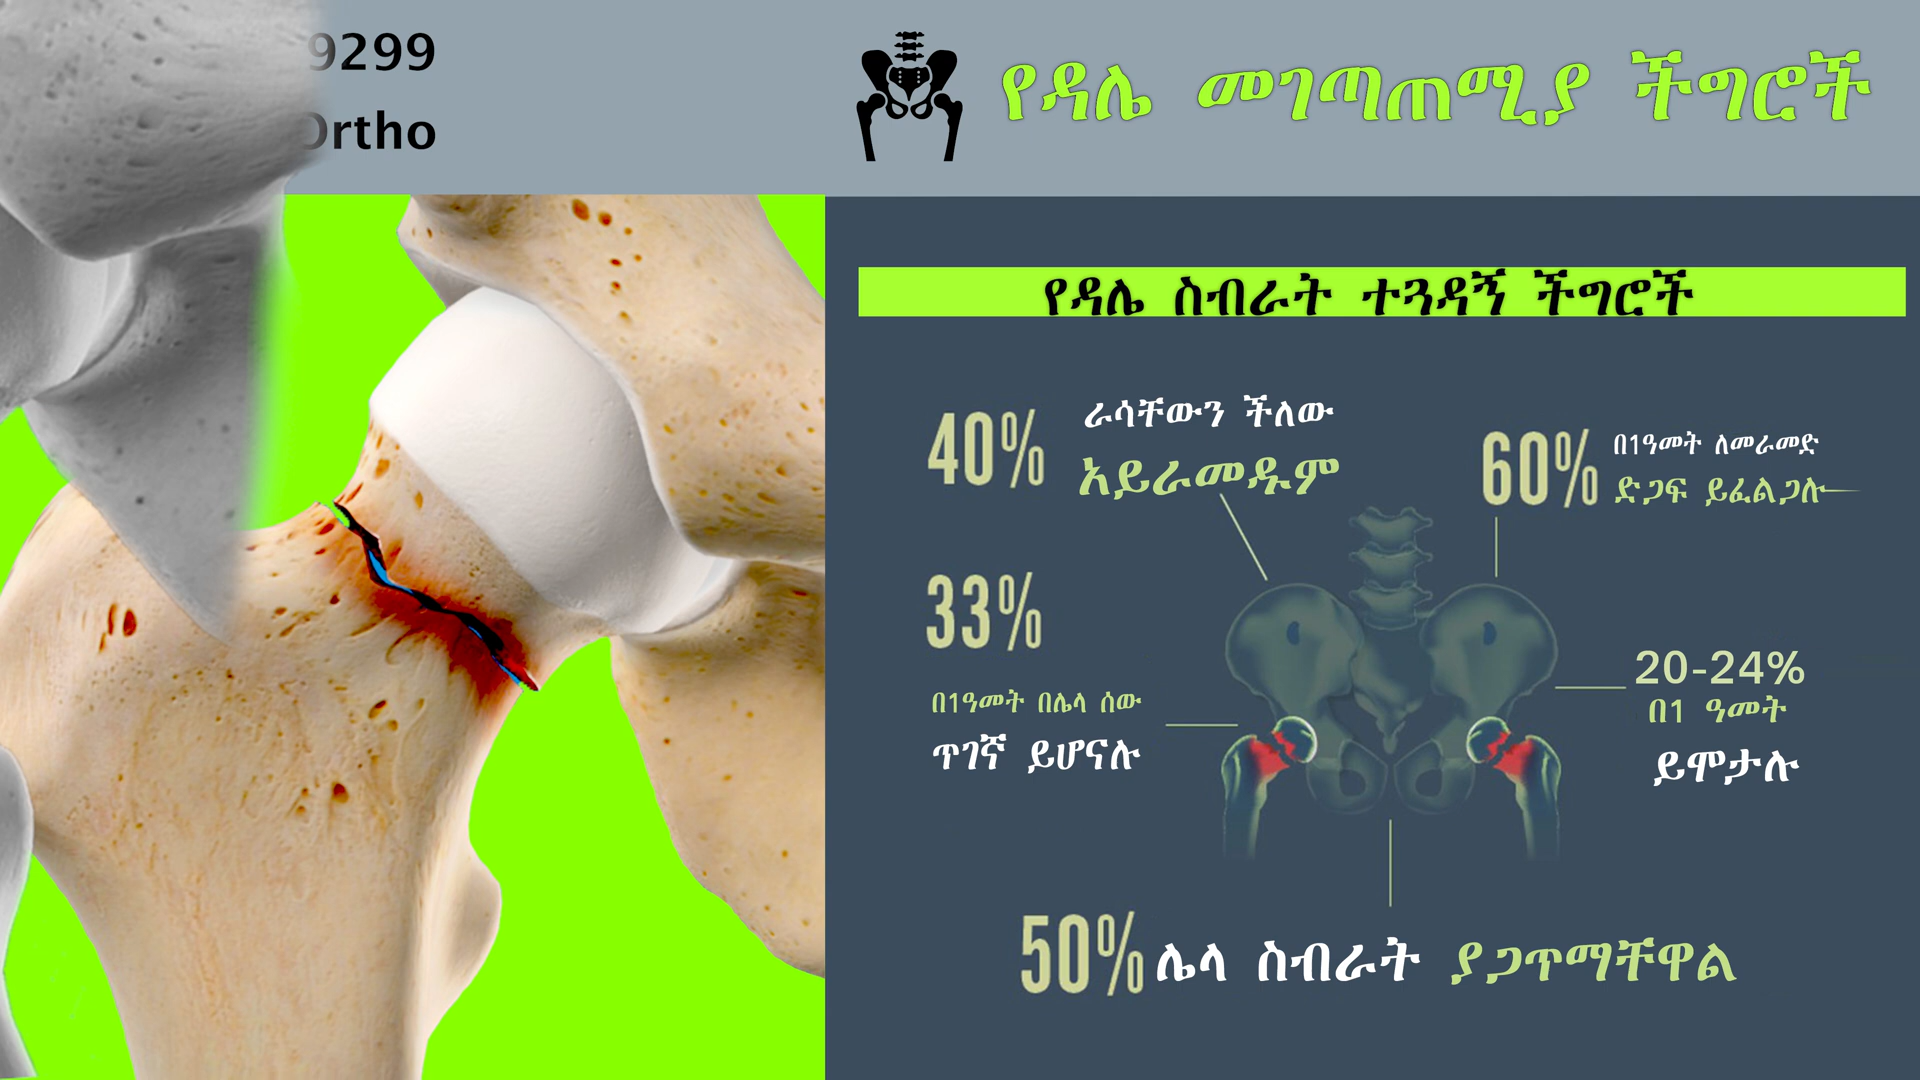 9299
Ortho
የዳሌ መገጣጠሚያ ችግሮች
የዳሌ ስብራት ተጓዳኝ ችግሮች
40%
ራሳቸውን ችለው
አይራመዱም
60%
በ1ዓመት ለመራመድ
ድጋፍ ይፈልጋሉ
33%
በ1ዓመት በሌላ ሰው
ጥገኛ ይሆናሉ
20-24%
በ1 ዓመት
ይሞታሉ
50% ሌላ ስብራት ያጋጥማቸዋል